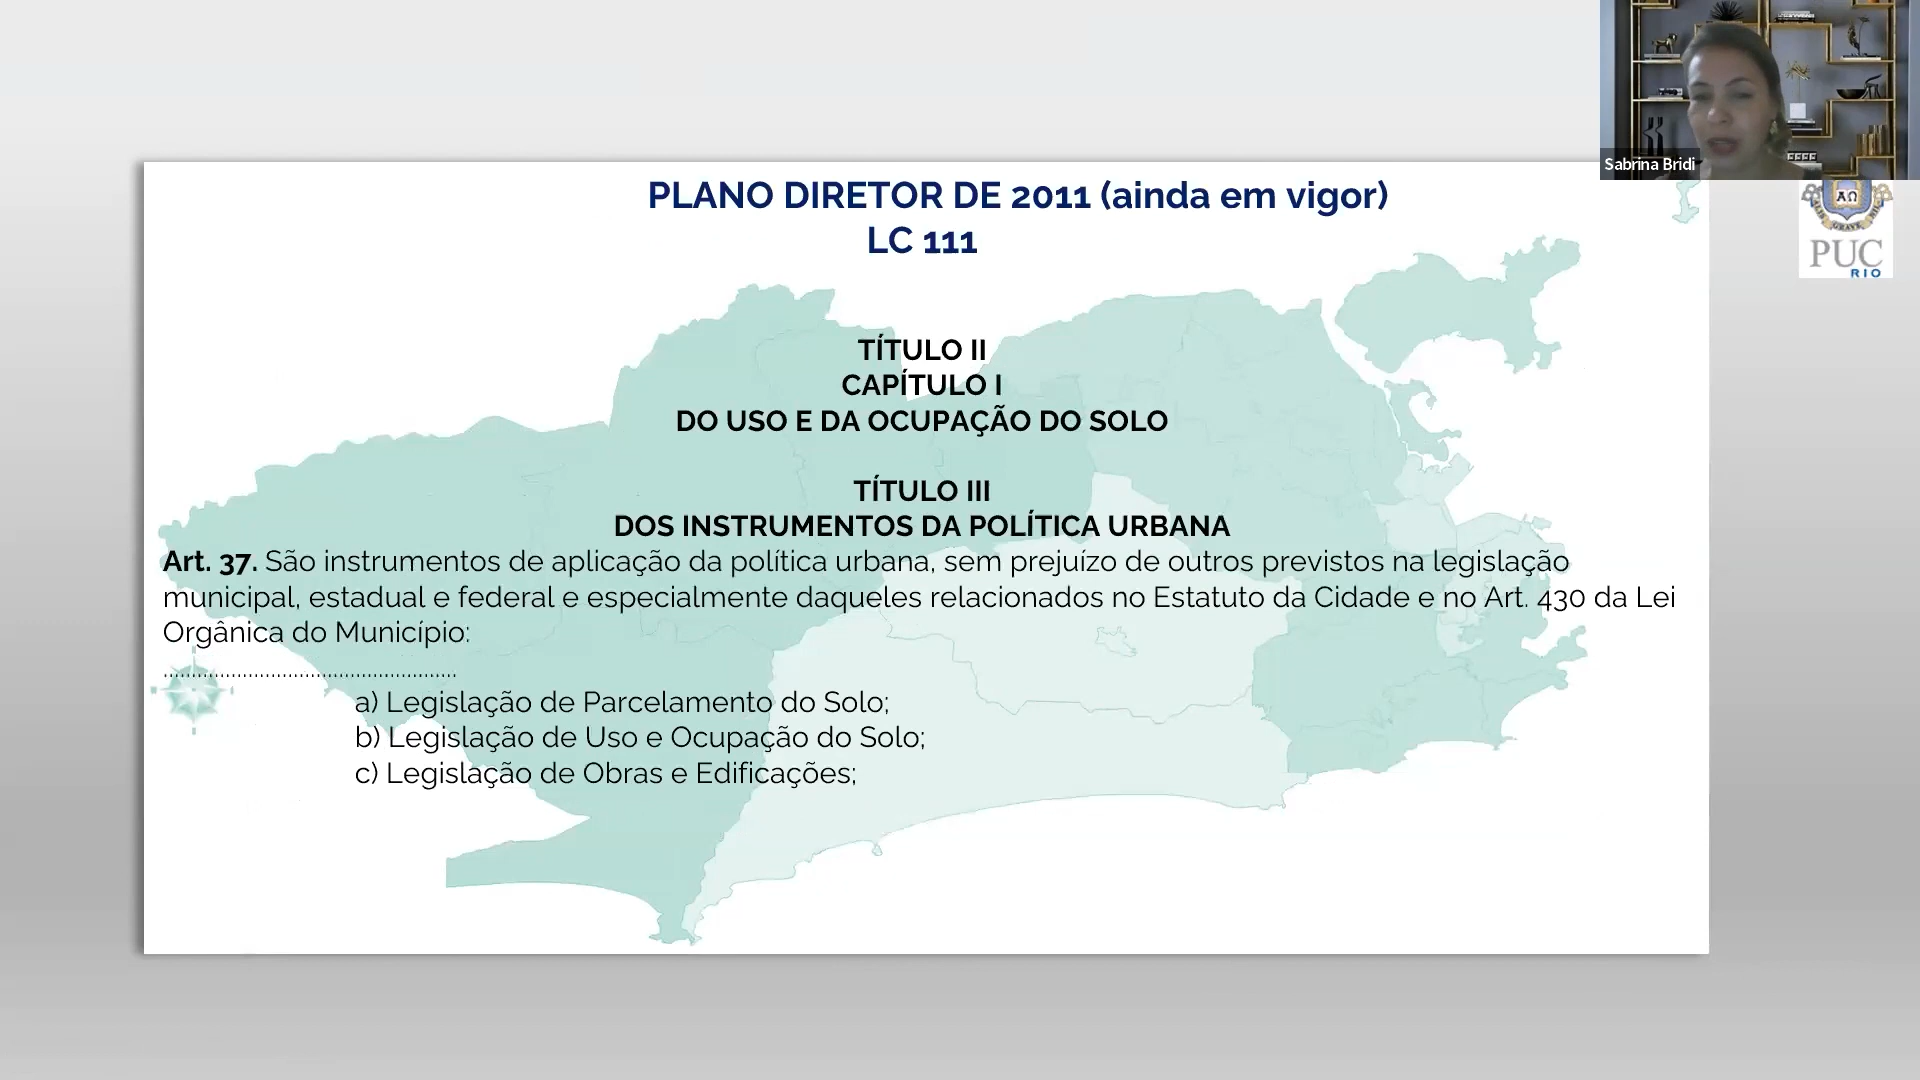 Sabrina Bridi
PLANO DIRETOR DE 2011 (ainda em vigor)
LC 111
ΑΩ
GRAVE
PUC
RIO
TÍTULO II
CAPÍTULO I
DO USO E DA OCUPAÇÃO DO SOLO
TÍTULO III
DOS INSTRUMENTOS DA POLÍTICA URBANA
Art. 37. São instrumentos de aplicação da política urbana, sem prejuízo de outros previstos na legislação
municipal, estadual e federal e especialmente daqueles relacionados no Estatuto da Cidade e no Art. 430 da Lei
Orgânica do Município:
....................................................
a) Legislação de Parcelamento do Solo;
b) Legislação de Uso e Ocupação do Solo;
c) Legislação de Obras e Edificações;